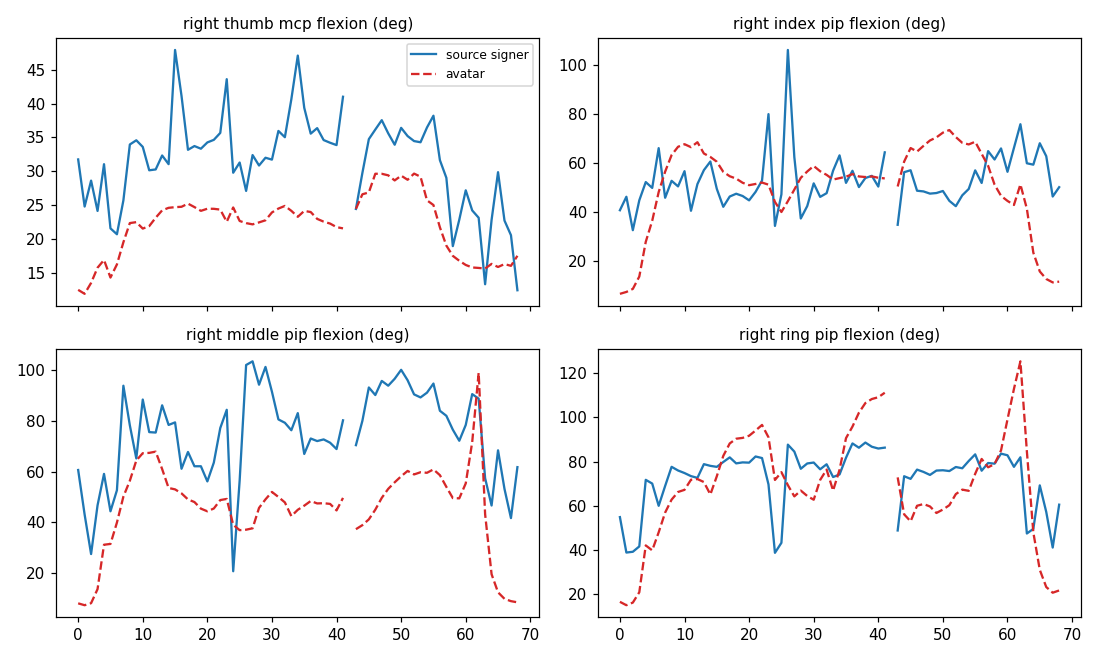 right thumb mcp flexion (deg)
right index pip flexion (deg)
source signer
avatar
45
40
35
30
25
20
15
100
80
60
40
20
right middle pip flexion (deg)
right ring pip flexion (deg)
100
80
60
40
20
120
100
80
60
40
20
0 10 20 30 40 50 60 70
0 10 20 30 40 50 60 70